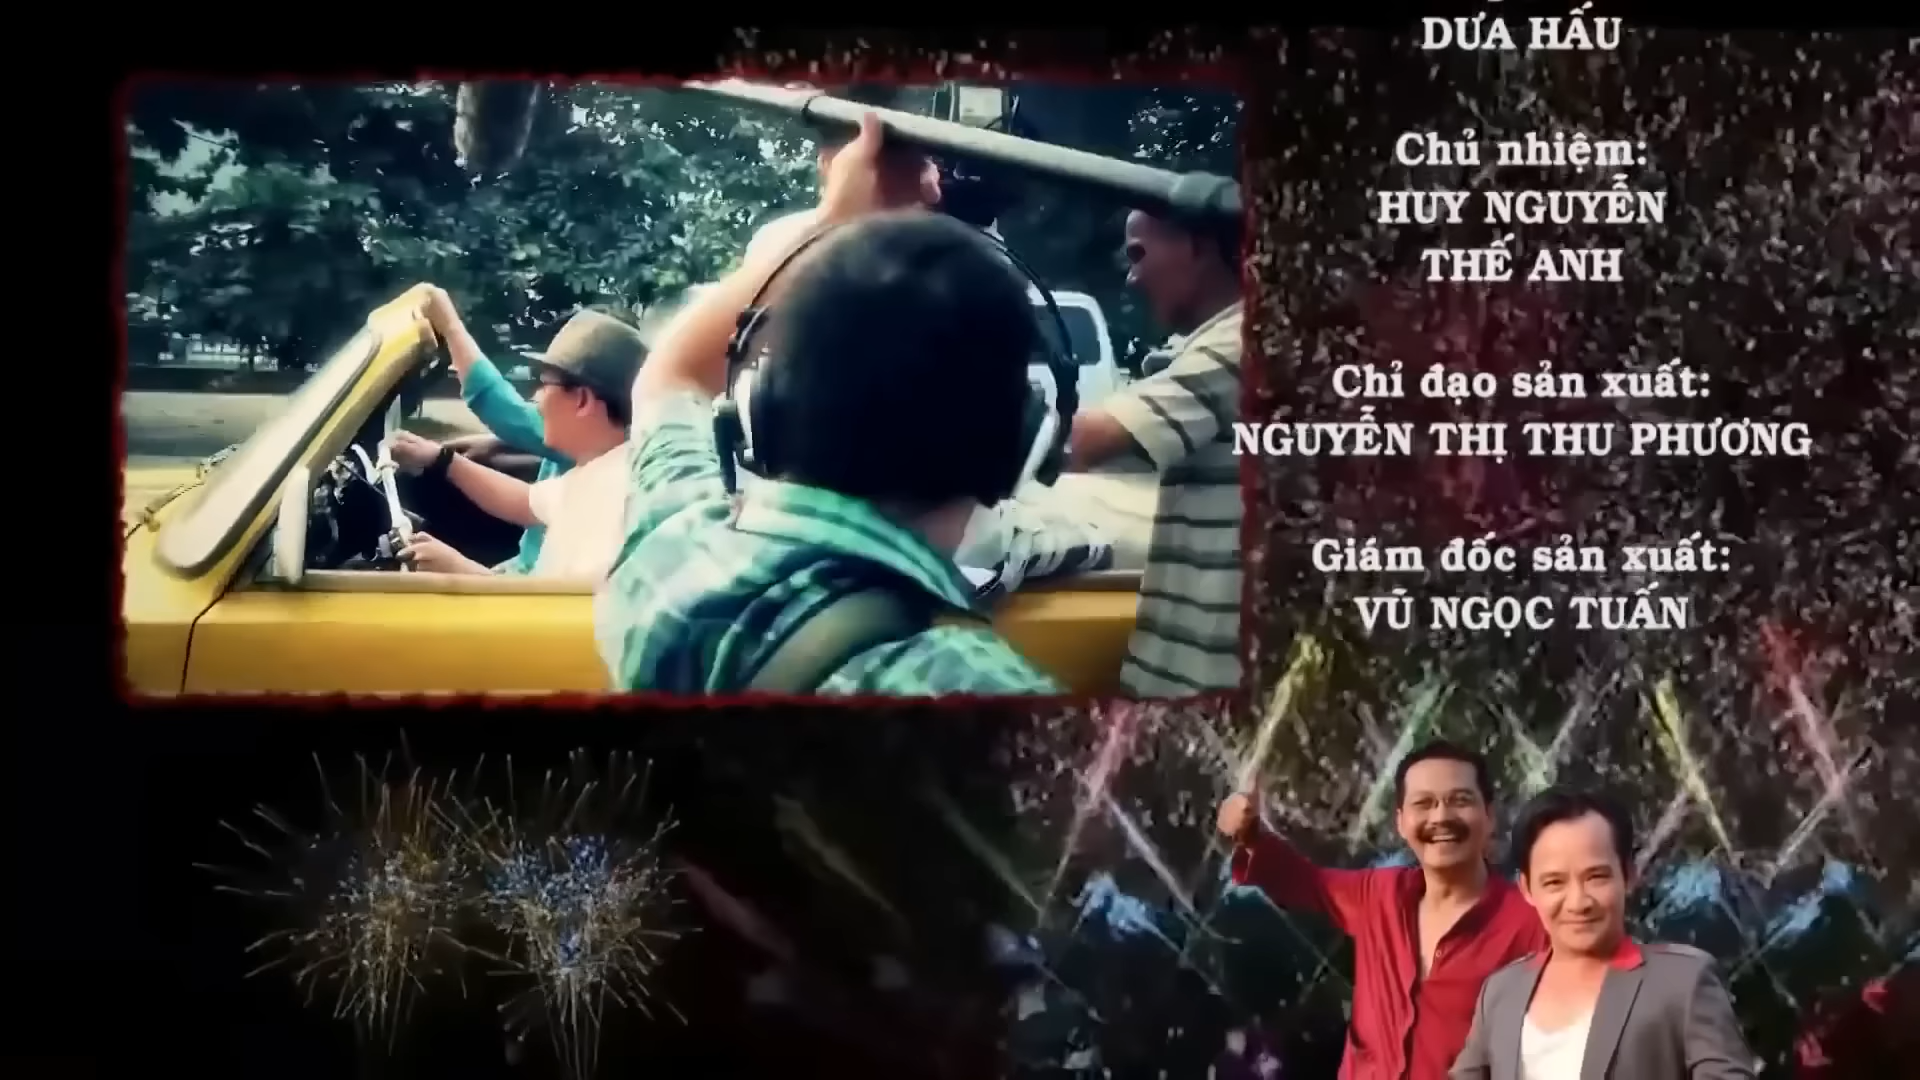 DƯA HẤU
Chủ nhiệm:
HUY NGUYỄN
THẾ ANH
Chỉ đạo sản xuất:
NGUYỄN THỊ THU PHƯƠNG
Giám đốc sản xuất:
VŨ NGỌC TUẤN